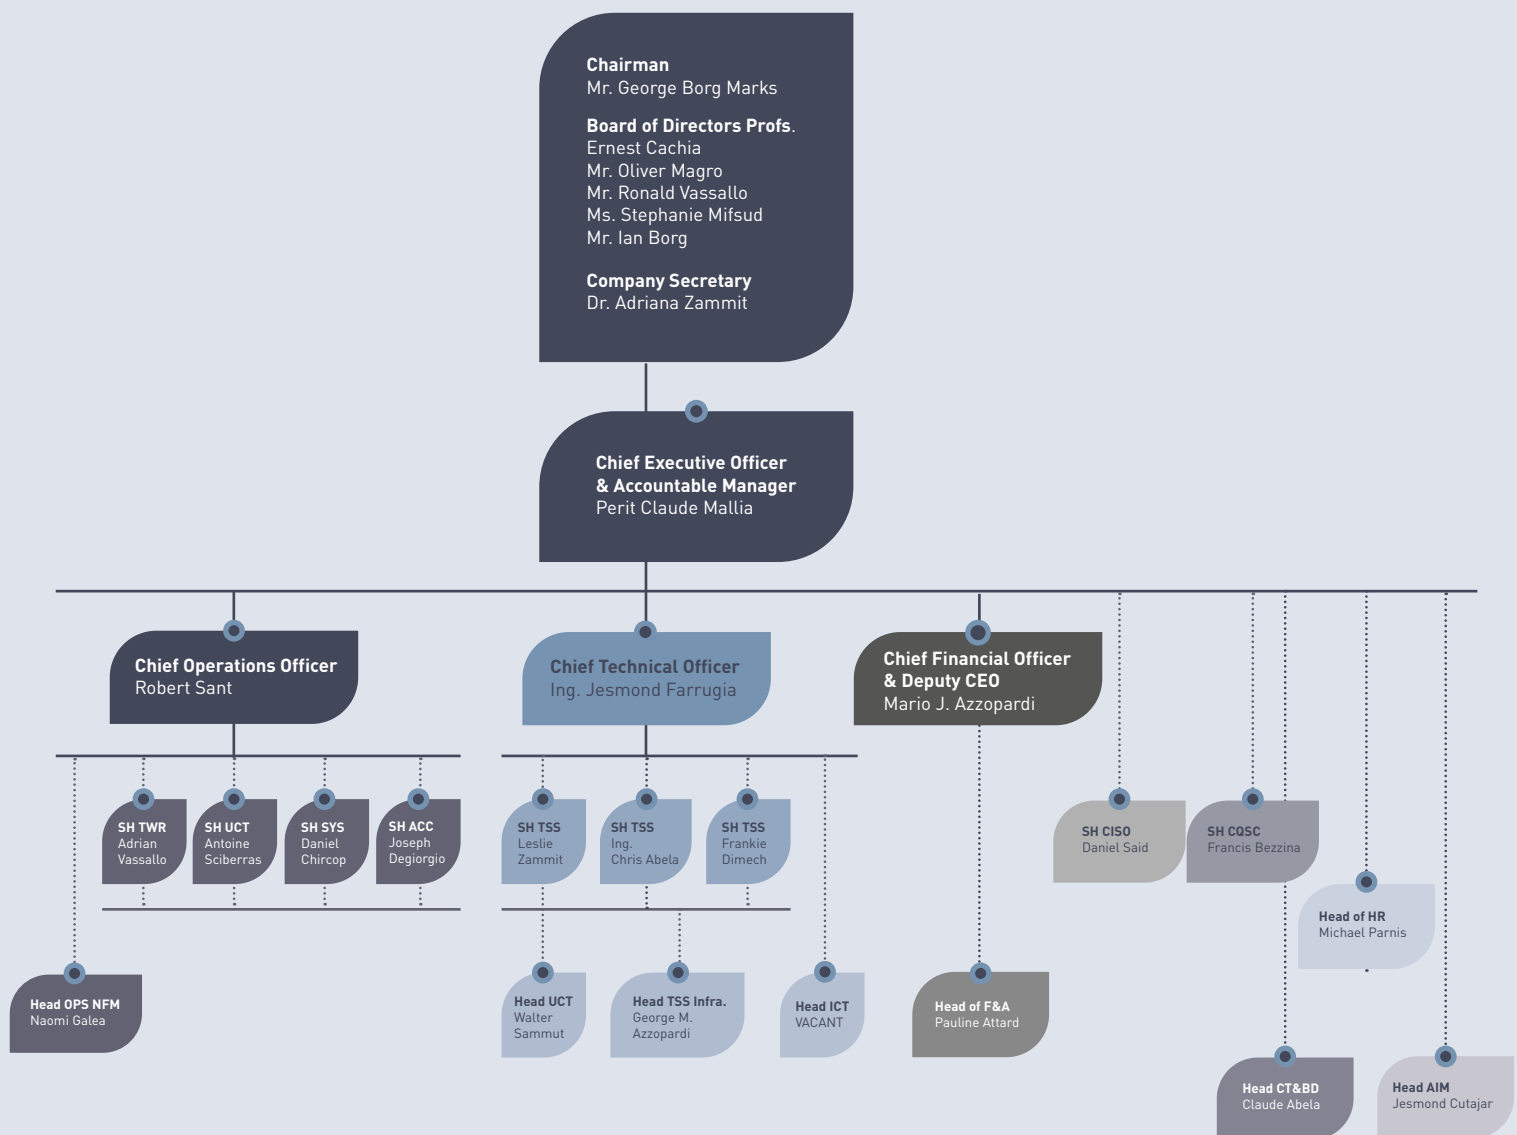 Chairman
Mr. George Borg Marks
Board of Directors Profs.
Ernest Cachia
Mr. Oliver Magro
Mr. Ronald Vassallo
Ms. Stephanie Mifsud
Mr. Ian Borg
Company Secretary
Dr. Adriana Zammit
Chief Executive Officer
& Accountable Manager
Perit Claude Mallia
Chief Operations Officer
Robert Sant
Chief Technical Officer
Ing. Jesmond Farrugia
Chief Financial Officer
& Deputy CEO
Mario J. Azzopardi
SH TWR
Adrian
Vassallo
SH UCT
Antoine
Sciberras
SH SYS
Daniel
Chircop
SH ACC
Joseph
Degiorgio
SH TSS
Leslie
Zammit
SH TSS
Ing.
Chris Abela
SH TSS
Frankie
Dimech
SH CISO
Daniel Said
SH CQSC
Francis Bezzina
Head of HR
Michael Parnis
Head OPS NFM
Naomi Galea
Head UCT
Walter
Sammut
Head TSS Infra.
George M.
Azzopardi
Head ICT
VACANT
Head of F&A
Pauline Attard
Head CT&BD
Claude Abela
Head AIM
Jesmond Cutajar